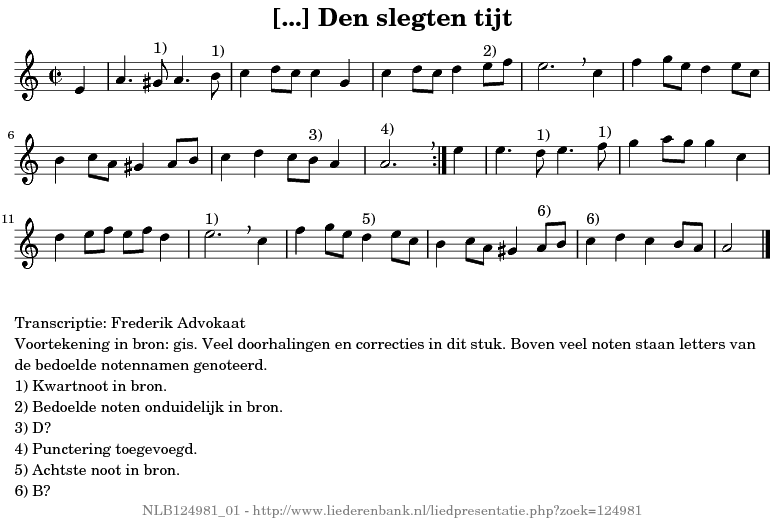 [...] Den slegten tijt
1) 1) 2)
6 3) 4) 1) 1)
11 1) 5) 6) 6)
Transcriptie: Frederik Advokaat
Voortekening in bron: gis. Veel doorhalingen en correcties in dit stuk. Boven veel noten staan letters van
de bedoelde notennamen genoteerd.
1) Kwartnoot in bron.
2) Bedoelde noten onduidelijk in bron.
3) D?
4) Punctering toegevoegd.
5) Achtste noot in bron.
6) B?
NLB124981_01 - http://www.liederenbank.nl/liedpresentatie.php?zoek=124981